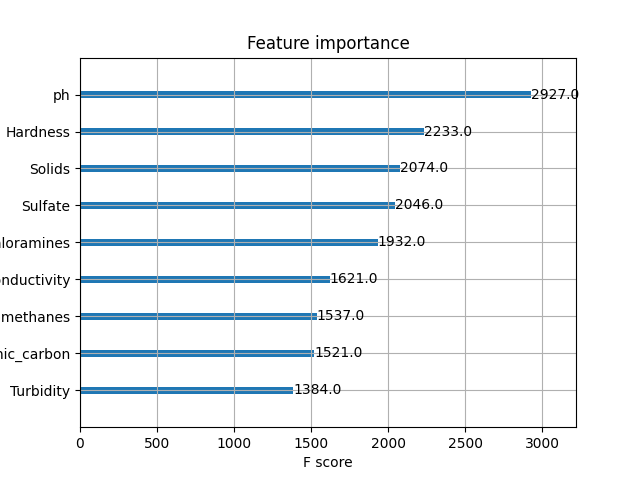 Feature importance
ph 2927.0
Hardness 2233.0
Solids 2074.0
Sulfate 2046.0
loramines 1932.0
nductivity 1621.0
methanes 1537.0
nic_carbon 1521.0
Turbidity 1384.0
0 500 1000 1500 2000 2500 3000
F score